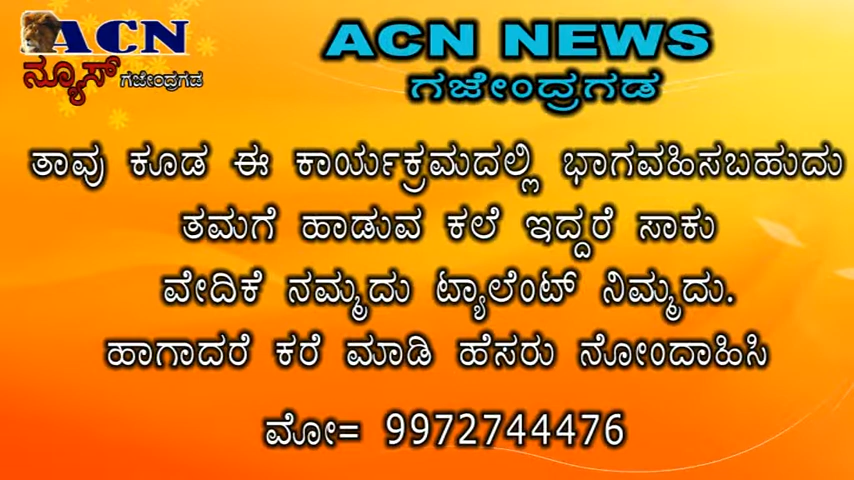 ACN
ನ್ಯೂಸ್ ಗಜೇಂದ್ರಗಡ
ACN NEWS
ಗಜೇಂದ್ರಗಡ
ತಾವು ಕೂಡ ಈ ಕಾರ್ಯಕ್ರಮದಲ್ಲಿ ಭಾಗವಹಿಸಬಹುದು
ತಮಗೆ ಹಾಡುವ ಕಲೆ ಇದ್ದರೆ ಸಾಕು
ವೇದಿಕೆ ನಮ್ಮದು ಟ್ಯಾಲೆಂಟ್ ನಿಮ್ಮದು.
ಹಾಗಾದರೆ ಕರೆ ಮಾಡಿ ಹೆಸರು ನೋಂದಾಹಿಸಿ
ಮೋ= 9972744476